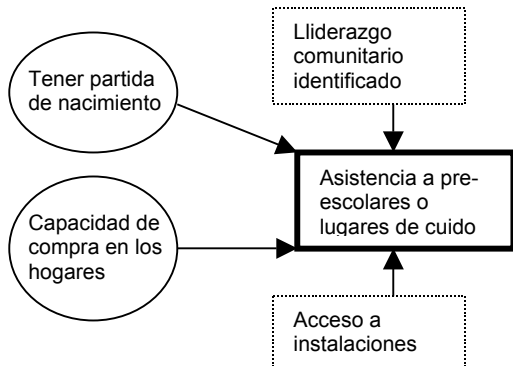 Lliderazgo
comunitario
identificado
Tener partida
de nacimiento
Asistencia a pre-
escolares o
lugares de cuido
Capacidad de
compra en los
hogares
Acceso a
instalaciones